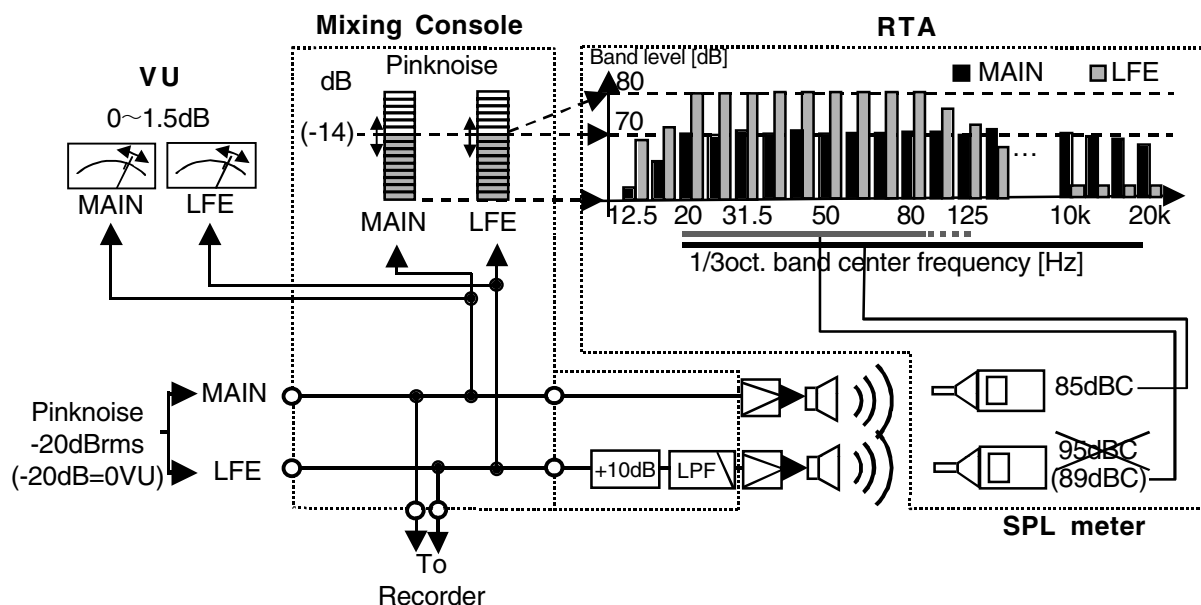 Mixing Console
RTA
VU
0～1.5dB
MAIN
LFE
dB
(-14)
Pinknoise
MAIN
LFE
Band level [dB]
80
70
MAIN
LFE
...
12.5
20
31.5
50
80
125
10k
20k
1/3oct. band center frequency [Hz]
Pinknoise
-20dBrms
(-20dB=0VU)
MAIN
LFE
+10dB
LPF
85dBC
95dBC
(89dBC)
SPL meter
To
Recorder